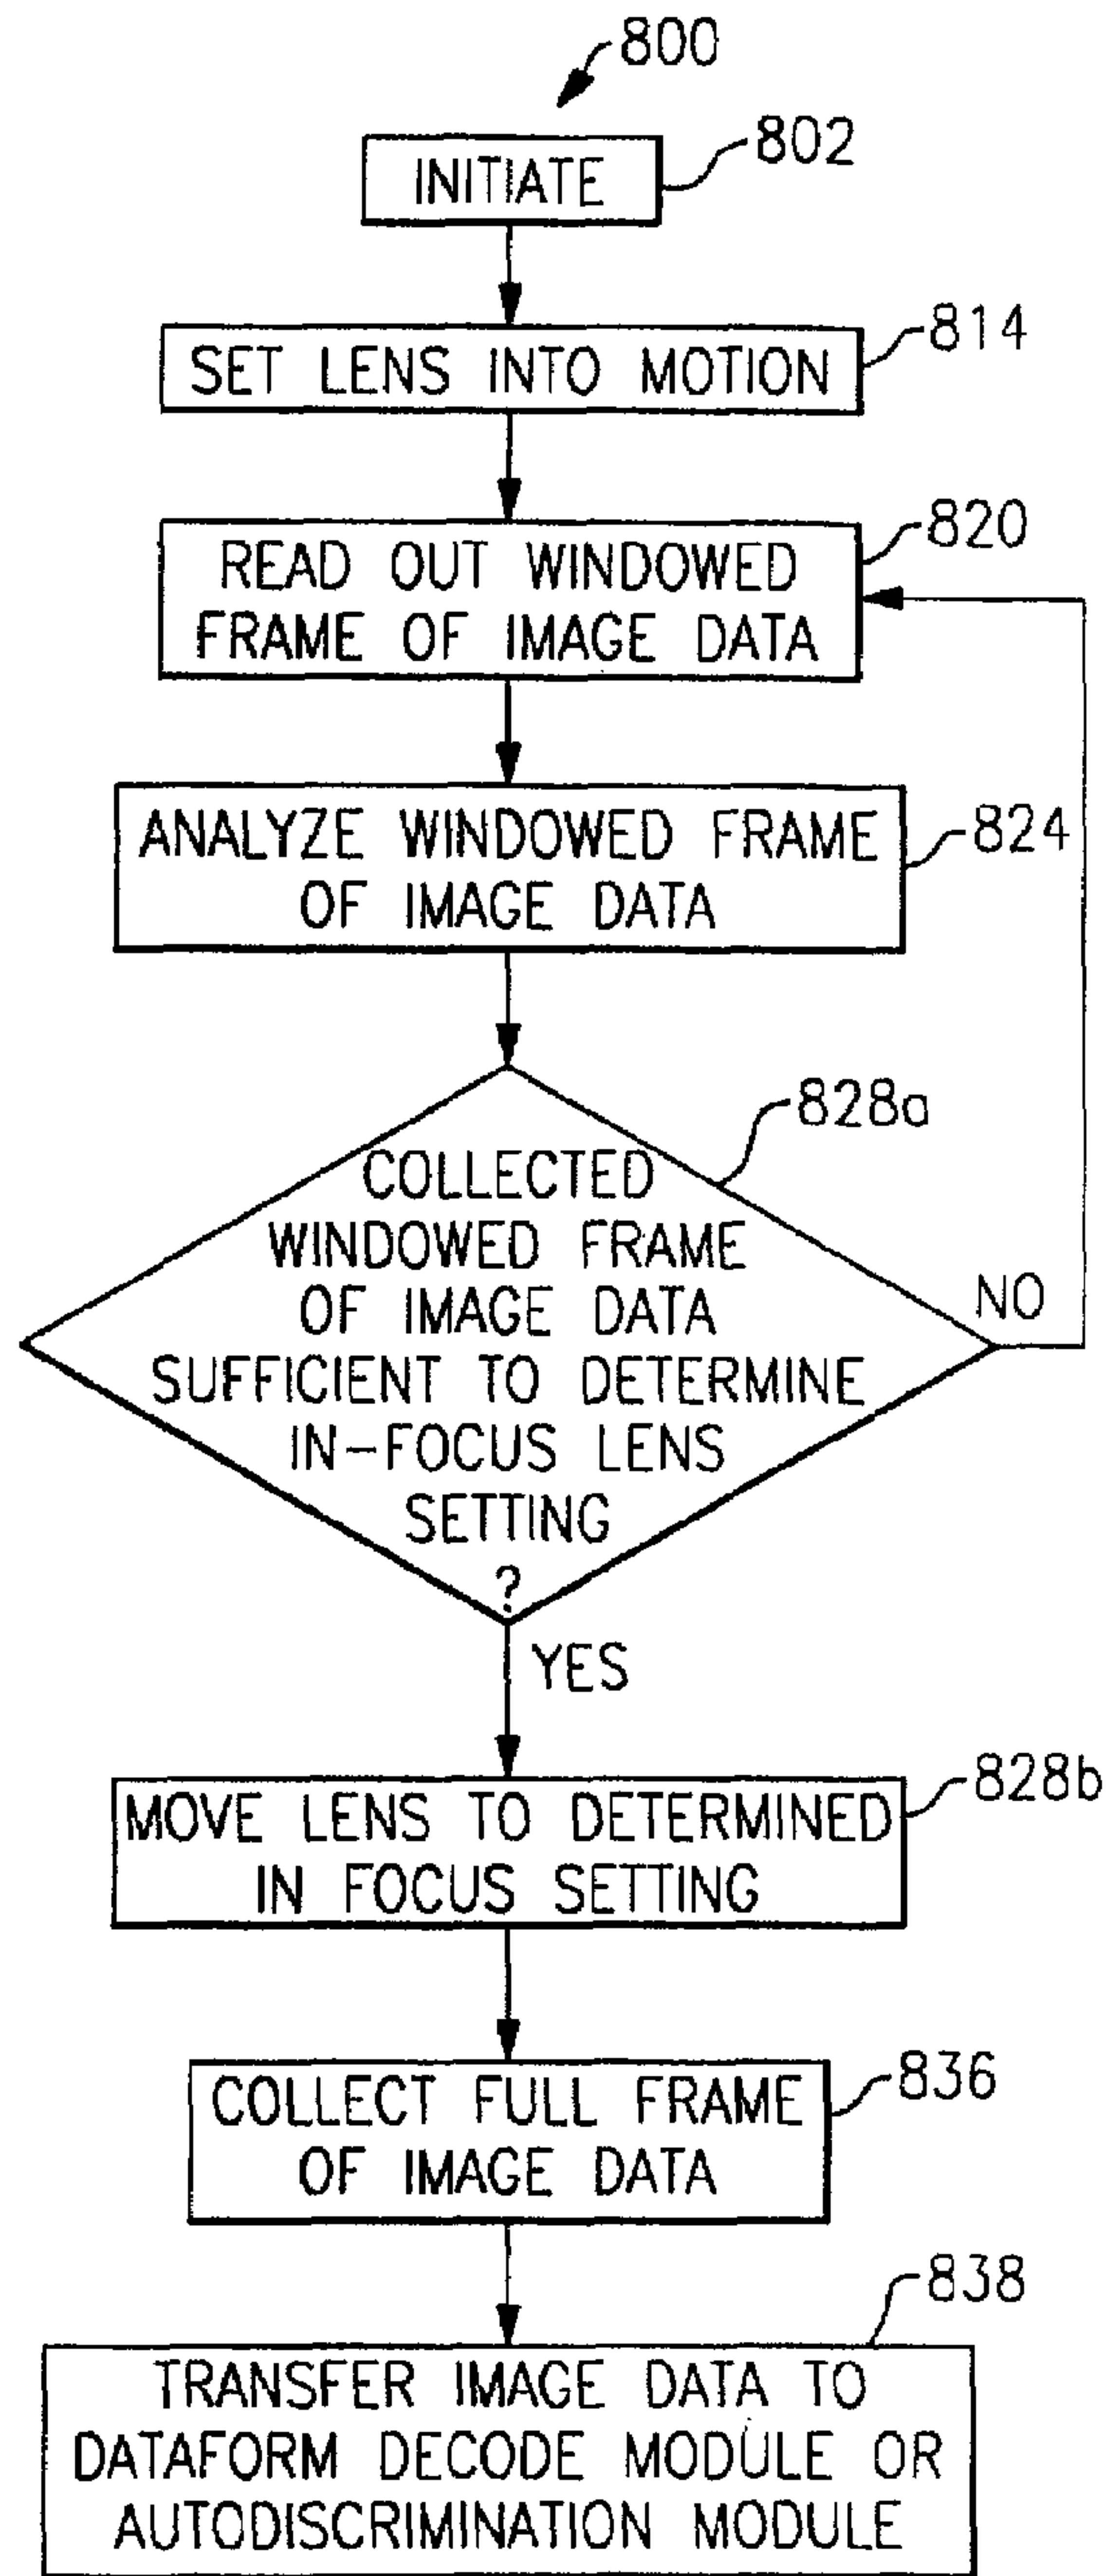 800
INITIATE
802
SET LENS INTO MOTION
814
READ OUT WINDOWED
FRAME OF IMAGE DATA
820
ANALYZE WINDOWED FRAME
OF IMAGE DATA
824
COLLECTED
WINDOWED FRAME
OF IMAGE DATA
SUFFICIENT TO DETERMINE
IN-FOCUS LENS
SETTING
?
828a
NO
YES
MOVE LENS TO DETERMINED
IN FOCUS SETTING
828b
COLLECT FULL FRAME
OF IMAGE DATA
836
TRANSFER IMAGE DATA TO
DATAFORM DECODE MODULE OR
AUTODISCRIMINATION MODULE
838